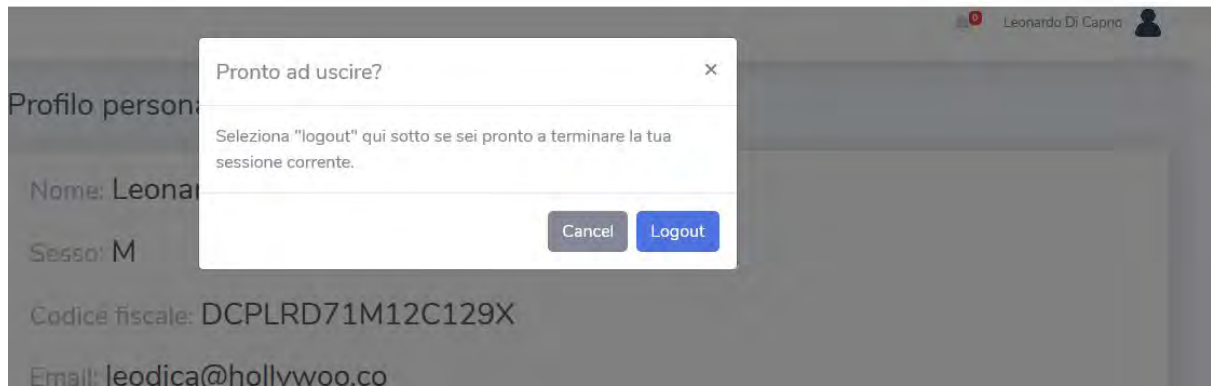 0
Leonardo Di Caprio
Pronto ad uscire? ×
Profilo persona
Seleziona "logout" qui sotto se sei pronto a terminare la tua
sessione corrente.
Nome: Leonar
Cancel Logout
Sesso: M
Codice fiscale: DCPLRD71M12C129X
Email: leodica@hollywoo.co